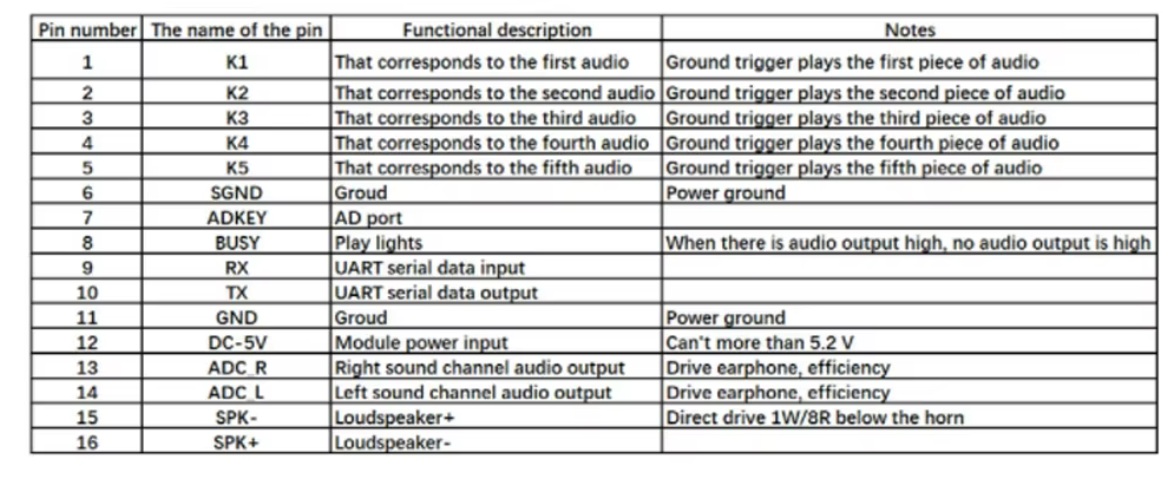 Pin number The name of the pin Functional description Notes
1 K1 That corresponds to the first audio Ground trigger plays the first piece of audio
2 K2 That corresponds to the second audio Ground trigger plays the second piece of audio
3 K3 That corresponds to the third audio Ground trigger plays the third piece of audio
4 K4 That corresponds to the fourth audio Ground trigger plays the fourth piece of audio
5 K5 That corresponds to the fifth audio Ground trigger plays the fifth piece of audio
6 SGND Groud Power ground
7 ADKEY AD port
8 BUSY Play lights When there is audio output high, no audio output is high
9 RX UART serial data input
10 TX UART serial data output
11 GND Groud Power ground
12 DC-5V Module power input Can't more than 5.2 V
13 ADC_R Right sound channel audio output Drive earphone, efficiency
14 ADC_L Left sound channel audio output Drive earphone, efficiency
15 SPK- Loudspeaker+ Direct drive 1W/8R below the horn
16 SPK+ Loudspeaker-